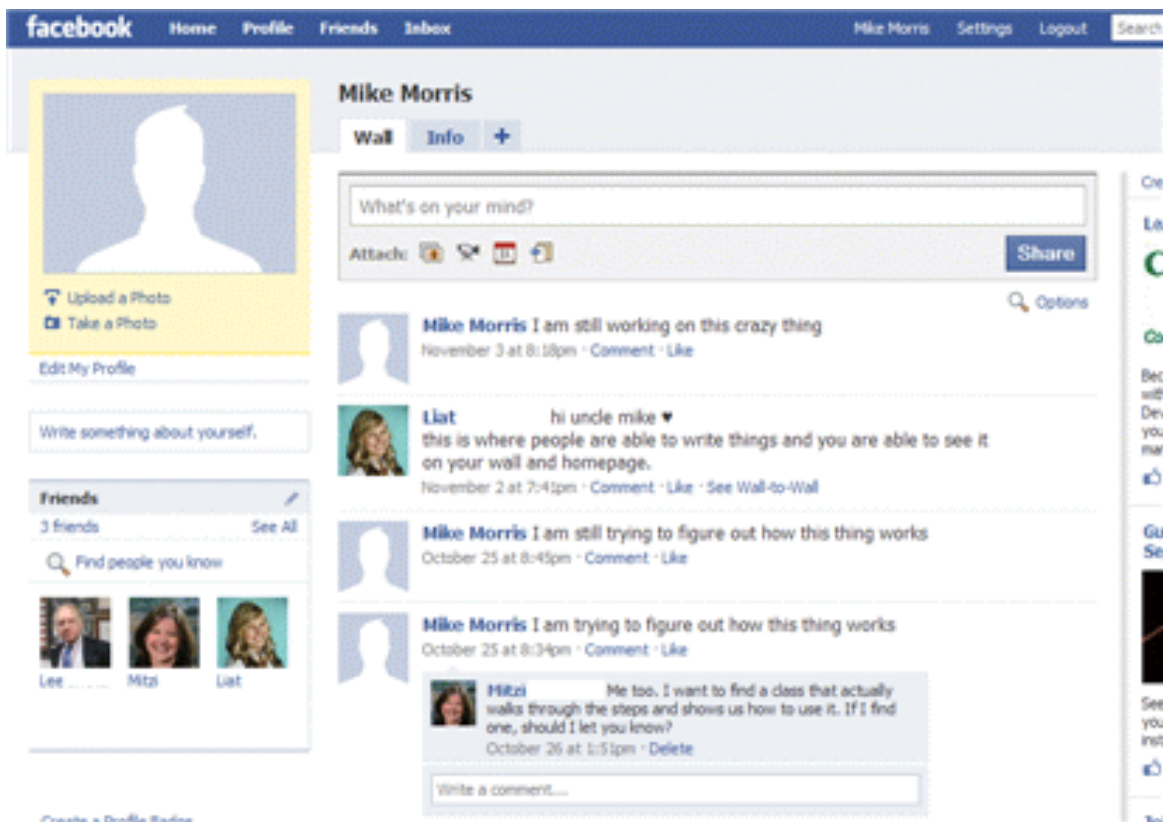 facebook Home Profile Friends Inbox Mike Morris Settings Logout Search
Mike Morris
Wall Info +
What's on your mind?
Attach:
Share
Upload a Photo
Take a Photo
Edit My Profile
Write something about yourself.
Friends
3 friends See All
Find people you know
Lee Mitzi Liat
Options
Mike Morris I am still working on this crazy thing
November 3 at 8:18pm · Comment · Like
Liat hi uncle mike ♥
this is where people are able to write things and you are able to see it
on your wall and homepage.
November 2 at 7:41pm · Comment · Like · See Wall-to-Wall
Mike Morris I am still trying to figure out how this thing works
October 25 at 8:45pm · Comment · Like
Mike Morris I am trying to figure out how this thing works
October 25 at 8:34pm · Comment · Like
Mitzi Me too. I want to find a class that actually
walks through the steps and shows us how to use it. If I find
one, should I let you know?
October 26 at 1:51pm · Delete
Write a comment...
Create a Profile Badge